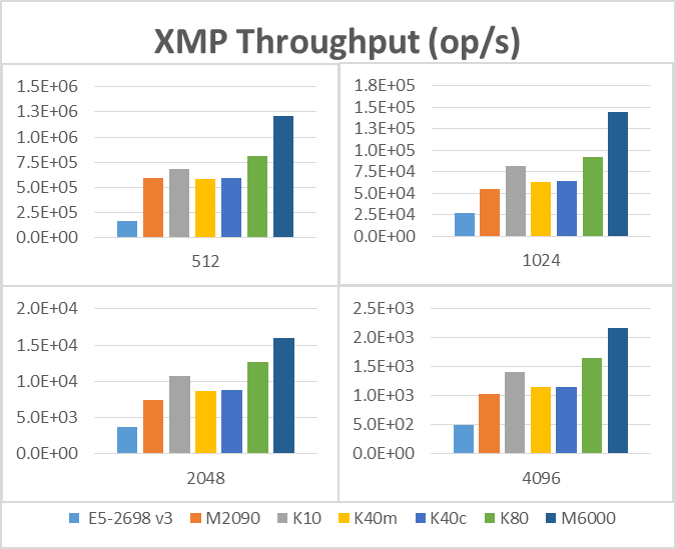 XMP Throughput (op/s)
1.5E+06
1.3E+06
1.0E+06
7.5E+05
5.0E+05
2.5E+05
0.0E+00
512
1.8E+05
1.5E+05
1.3E+05
1.0E+05
7.5E+04
5.0E+04
2.5E+04
0.0E+00
1024
2.0E+04
1.5E+04
1.0E+04
5.0E+03
0.0E+00
2048
2.5E+03
2.0E+03
1.5E+03
1.0E+03
5.0E+02
0.0E+00
4096
E5-2698 v3 M2090 K10 K40m K40c K80 M6000